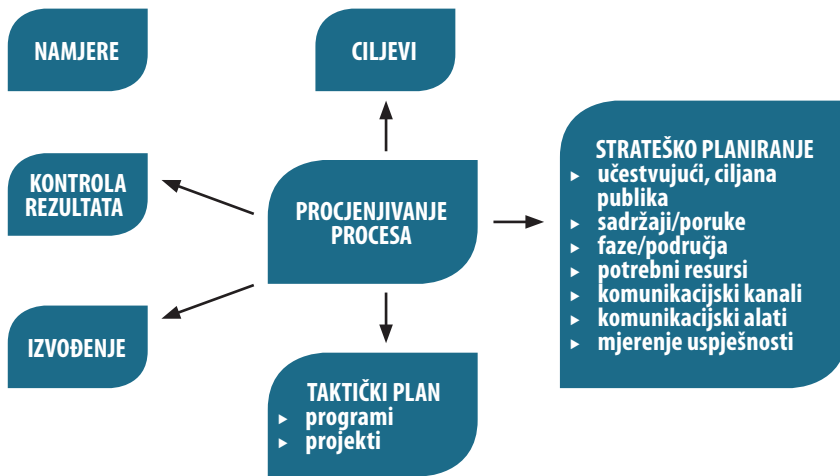 NAMJERE
CILJEVI
KONTROLA
REZULTATA
PROCJENJIVANJE
PROCESA
STRATEŠKO PLANIRANJE
▸ učestvujući, ciljana
publika
▸ sadržaji/poruke
▸ faze/područja
▸ potrebni resursi
▸ komunikacijski kanali
▸ komunikacijski alati
▸ mjerenje uspješnosti
IZVOĐENJE
TAKTIČKI PLAN
▸ programi
▸ projekti